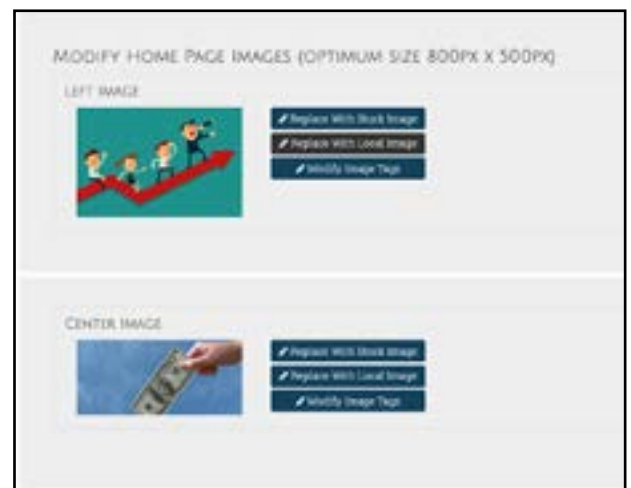 MODIFY HOME PAGE IMAGES (OPTIMUM SIZE 800PX X 500PX)
LEFT IMAGE
Replace With Stock Image
Replace With Local Image
Modify Image Tags
CENTER IMAGE
Replace With Stock Image
Replace With Local Image
Modify Image Tags